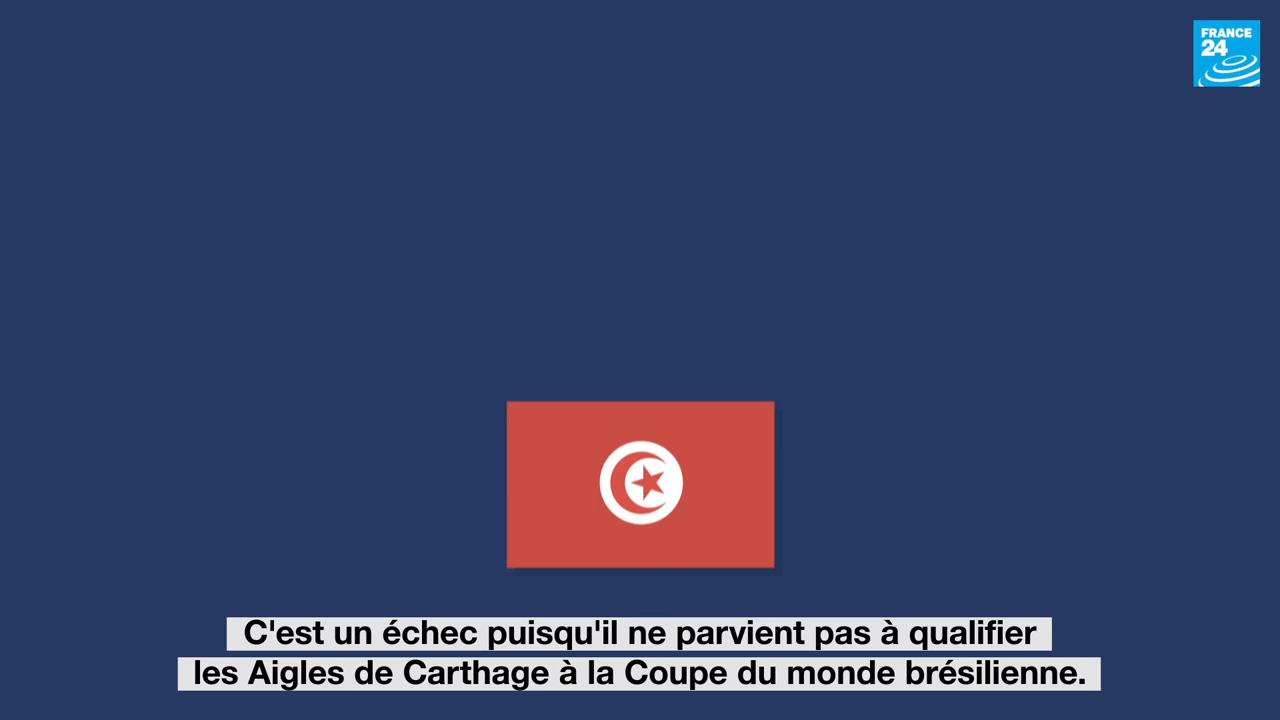 FRANCE
24
C'est un échec puisqu'il ne parvient pas à qualifier
les Aigles de Carthage à la Coupe du monde brésilienne.